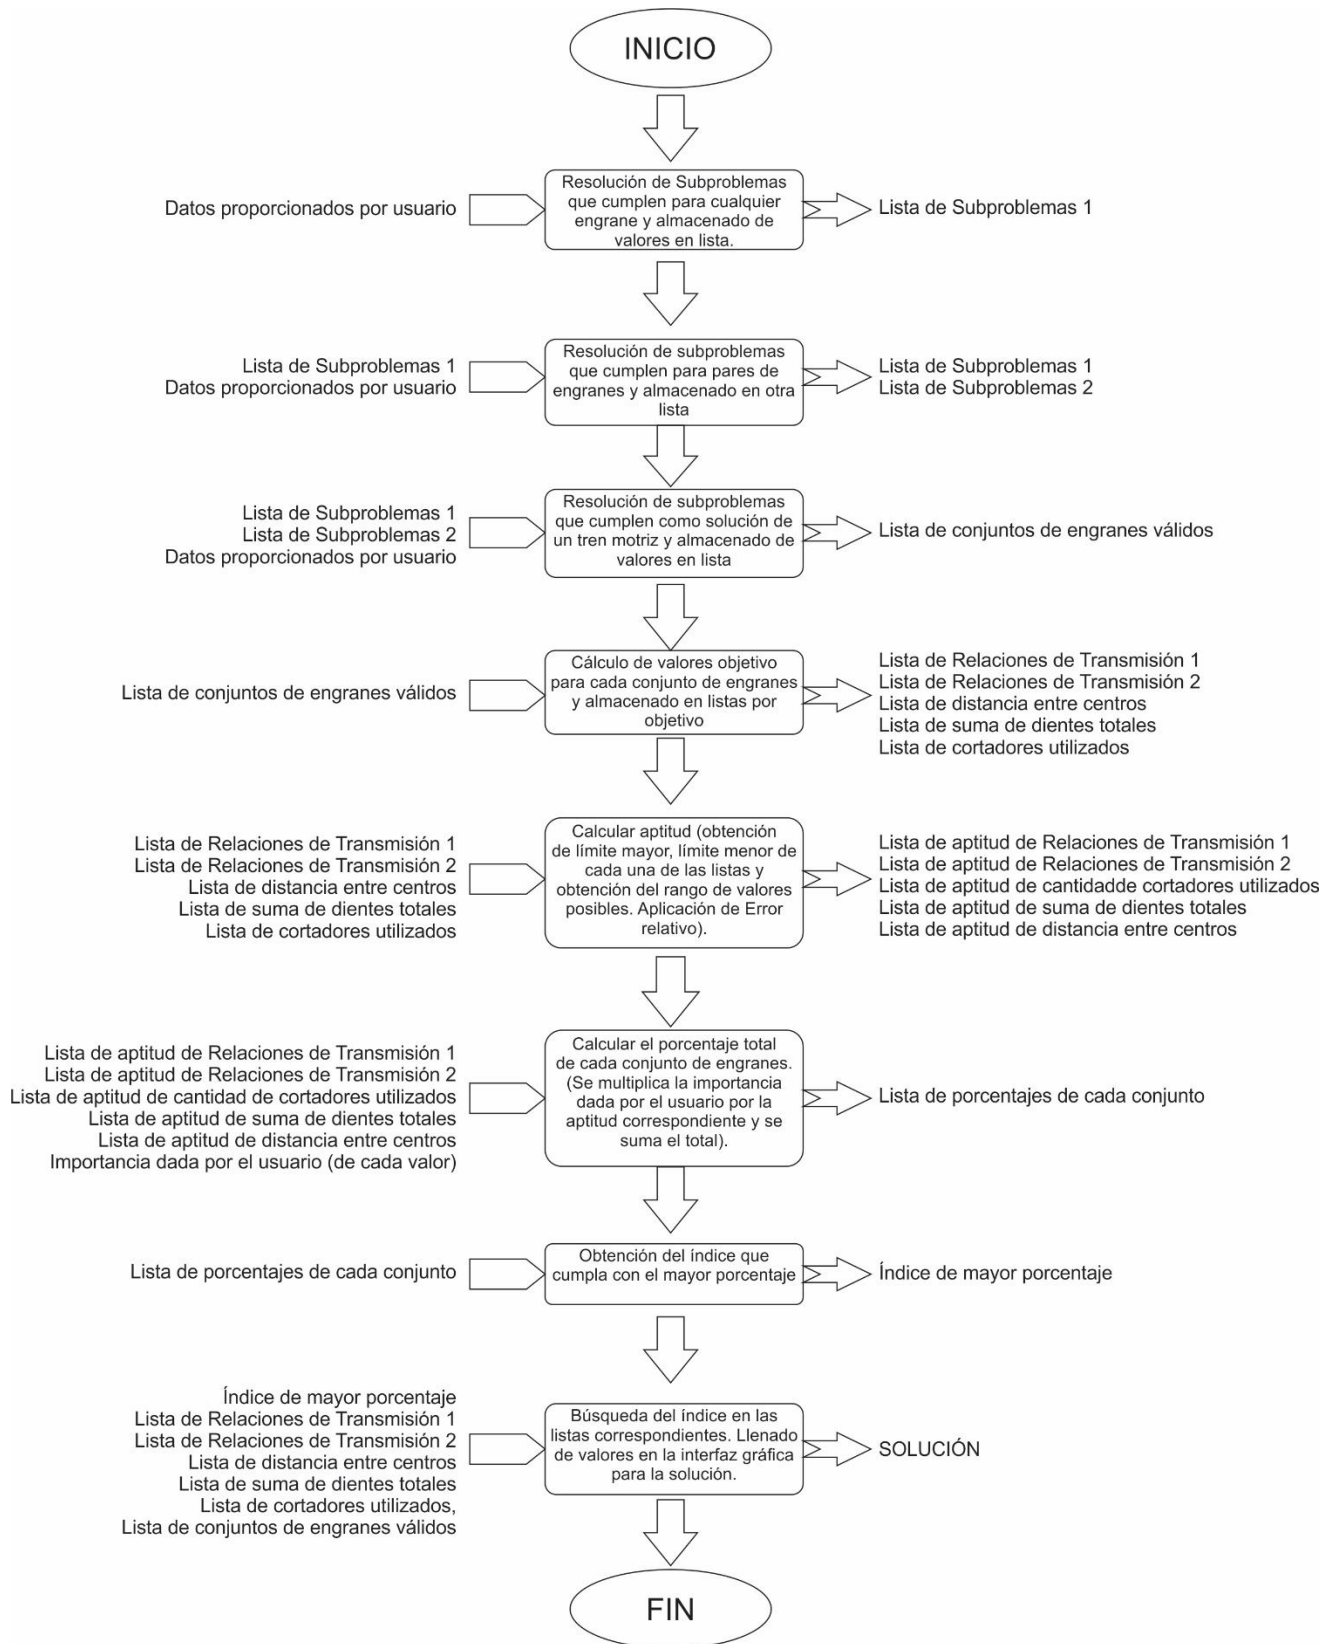 INICIO
Datos proporcionados por usuario
Resolución de Subproblemas
que cumplen para cualquier
engrane y almacenado de
valores en lista.
Lista de Subproblemas 1
Lista de Subproblemas 1
Datos proporcionados por usuario
Resolución de subproblemas
que cumplen para pares de
engranes y almacenado en otra
lista
Lista de Subproblemas 1
Lista de Subproblemas 2
Lista de Subproblemas 1
Lista de Subproblemas 2
Datos proporcionados por usuario
Resolución de subproblemas
que cumplen como solución de
un tren motriz y almacenado de
valores en lista
Lista de conjuntos de engranes válidos
Lista de conjuntos de engranes válidos
Cálculo de valores objetivo
para cada conjunto de engranes
y almacenado en listas por
objetivo
Lista de Relaciones de Transmisión 1
Lista de Relaciones de Transmisión 2
Lista de distancia entre centros
Lista de suma de dientes totales
Lista de cortadores utilizados
Lista de Relaciones de Transmisión 1
Lista de Relaciones de Transmisión 2
Lista de distancia entre centros
Lista de suma de dientes totales
Lista de cortadores utilizados
Calcular aptitud (obtención
de límite mayor, límite menor de
cada una de las listas y
obtención del rango de valores
posibles. Aplicación de Error
relativo).
Lista de aptitud de Relaciones de Transmisión 1
Lista de aptitud de Relaciones de Transmisión 2
Lista de aptitud de cantidadde cortadores utilizados
Lista de aptitud de suma de dientes totales
Lista de aptitud de distancia entre centros
Lista de aptitud de Relaciones de Transmisión 1
Lista de aptitud de Relaciones de Transmisión 2
Lista de aptitud de cantidad de cortadores utilizados
Lista de aptitud de suma de dientes totales
Lista de aptitud de distancia entre centros
Importancia dada por el usuario (de cada valor)
Calcular el porcentaje total
de cada conjunto de engranes.
(Se multiplica la importancia
dada por el usuario por la
aptitud correspondiente y se
suma el total).
Lista de porcentajes de cada conjunto
Lista de porcentajes de cada conjunto
Obtención del índice que
cumpla con el mayor porcentaje
Índice de mayor porcentaje
Índice de mayor porcentaje
Lista de Relaciones de Transmisión 1
Lista de Relaciones de Transmisión 2
Lista de distancia entre centros
Lista de suma de dientes totales
Lista de cortadores utilizados,
Lista de conjuntos de engranes válidos
Búsqueda del índice en las
listas correspondientes. Llenado
de valores en la interfaz gráfica
para la solución.
SOLUCIÓN
FIN